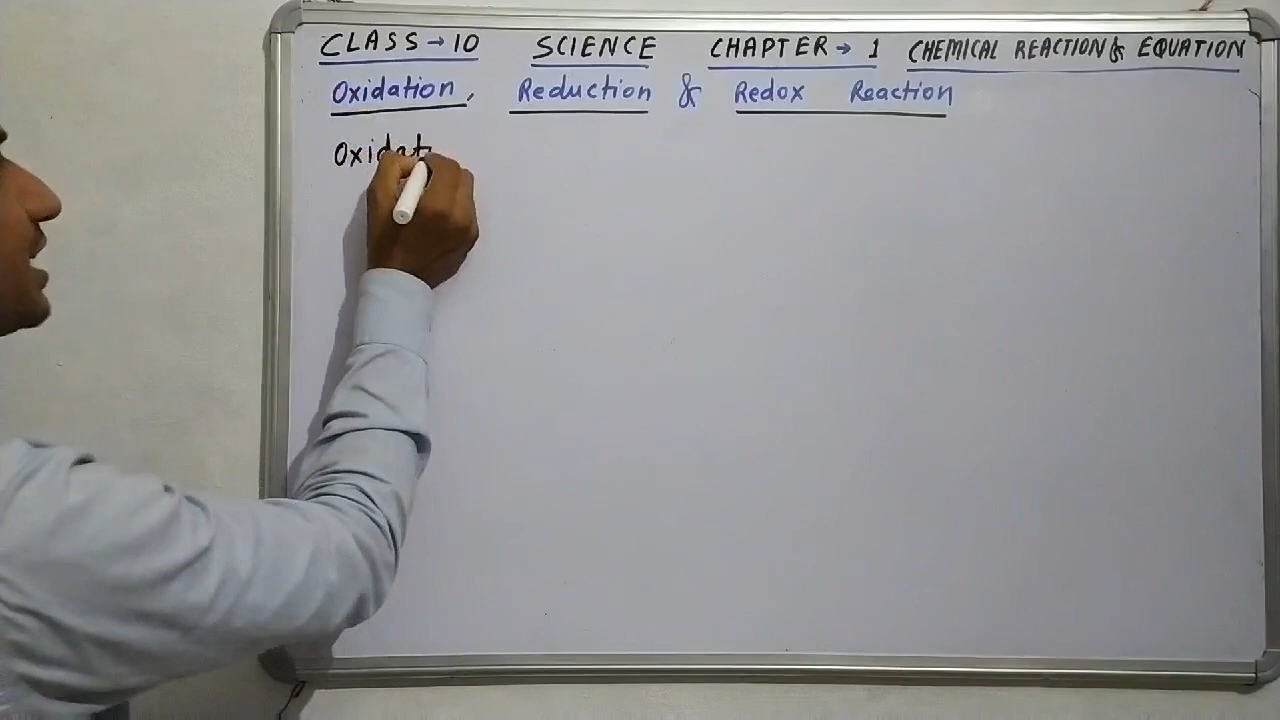 CLASS → 10 SCIENCE CHAPTER → 1 CHEMICAL REACTION & EQUATION
Oxidation, Reduction & Redox Reaction
Oxidat